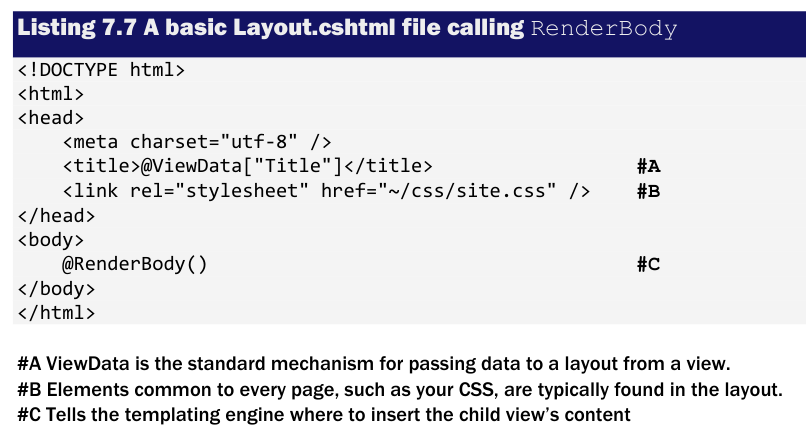 Listing 7.7 A basic Layout.cshtml file calling RenderBody
<!DOCTYPE html>
<html>
<head>
    <meta charset="utf-8" />
    <title>@ViewData["Title"]</title> #A
    <link rel="stylesheet" href="~/css/site.css" /> #B
</head>
<body>
    @RenderBody() #C
</body>
</html>
#A ViewData is the standard mechanism for passing data to a layout from a view.
#B Elements common to every page, such as your CSS, are typically found in the layout.
#C Tells the templating engine where to insert the child view’s content